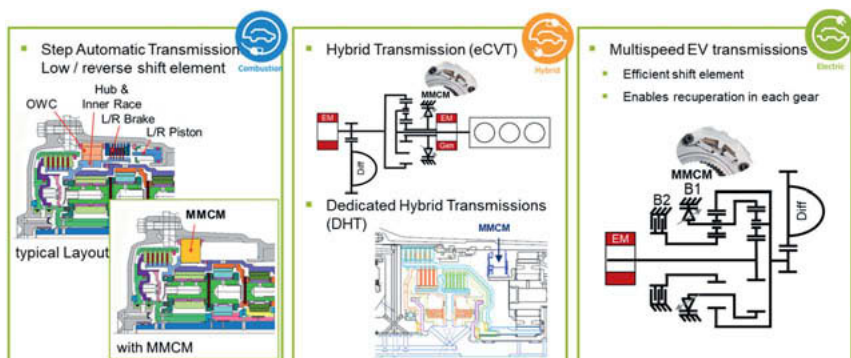 Step Automatic Transmission
Low / reverse shift element
Combustion
Hub &
Inner Race
OWC
L/R Brake
L/R Piston
typical Layout
MMCM
with MMCM
Hybrid Transmission (eCVT)
Hybrid
MMCM
EM
EM
Gen
Diff
Dedicated Hybrid Transmissions
(DHT)
MMCM
Multispeed EV transmissions
Electric
Efficient shift element
Enables recuperation in each gear
MMCM
B2
B1
EM
Diff